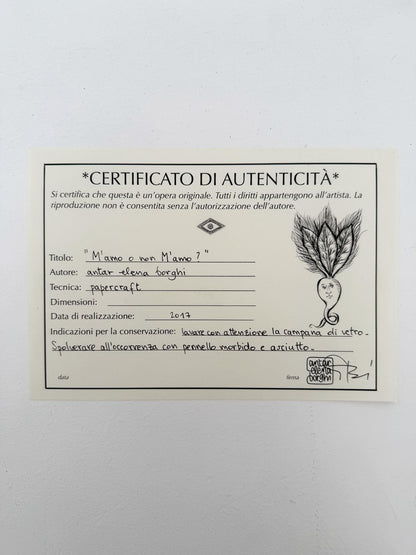 *CERTIFICATO DI AUTENTICITÀ*
Si certifica che questa è un'opera originale. Tutti i diritti appartengono all'artista. La
riproduzione non è consentita senza l'autorizzazione dell'autore.
Titolo: "M'amo o non M'amo?"
Autore: antar elena borghi
Tecnica: papercraft
Dimensioni:
Data di realizzazione: 2017
Indicazioni per la conservazione: lavare con attenzione la campana di vetro.
Spolverare all'occorrenza con pennello morbido e asciutto.
data
firma
antar
elena
borghi